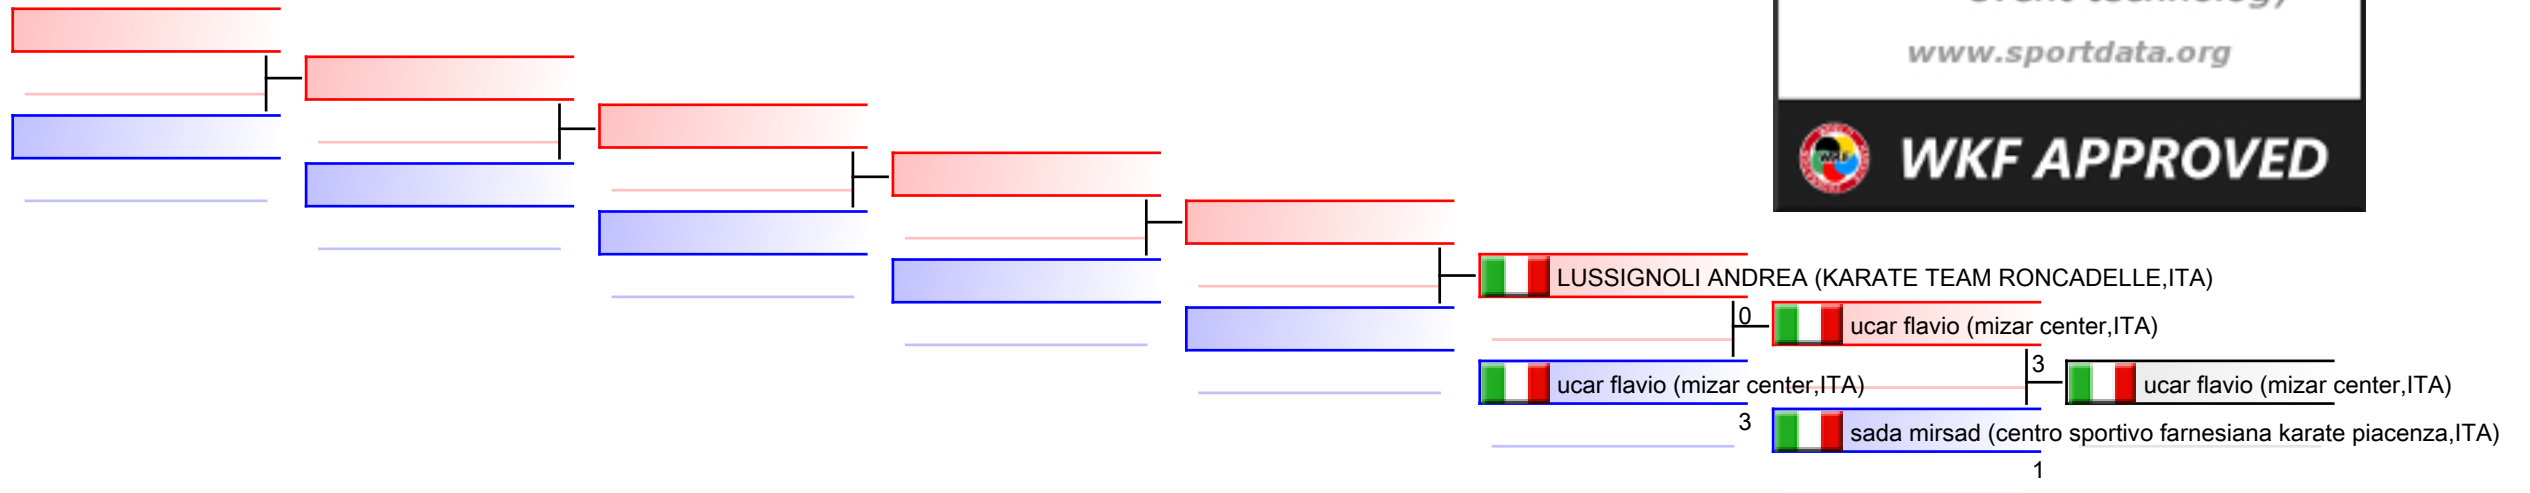 event technology
www.sportdata.org
WKF APPROVED
LUSSIGNOLI ANDREA (KARATE TEAM RONCADELLE,ITA)
0
ucar flavio (mizar center,ITA)
3
ucar flavio (mizar center,ITA)
3
ucar flavio (mizar center,ITA)
sada mirsad (centro sportivo farnesiana karate piacenza,ITA)
1